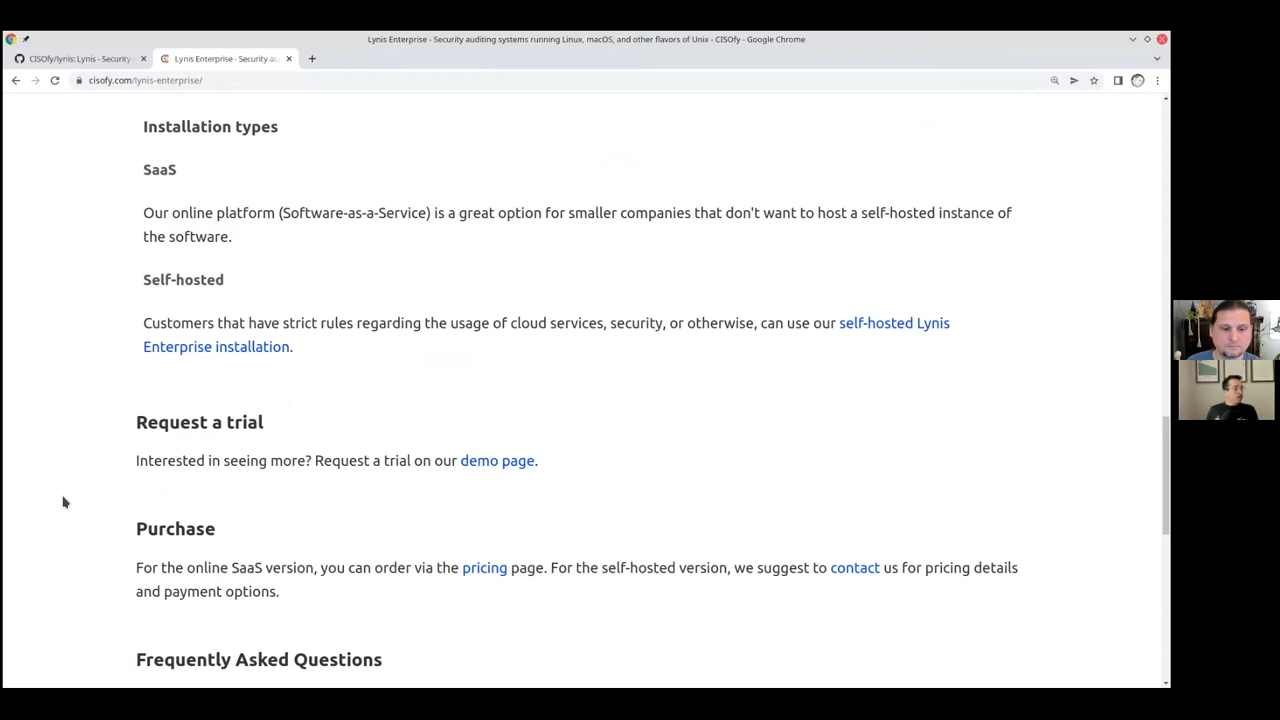 Lynis Enterprise - Security auditing systems running Linux, macOS, and other flavors of Unix - CISOfy - Google Chrome
CISOfy/lynis: Lynis - Security
Lynis Enterprise - Security au
cisofy.com/lynis-enterprise/
Installation types
SaaS
Our online platform (Software-as-a-Service) is a great option for smaller companies that don't want to host a self-hosted instance of
the software.
Self-hosted
Customers that have strict rules regarding the usage of cloud services, security, or otherwise, can use our self-hosted Lynis
Enterprise installation.
Request a trial
Interested in seeing more? Request a trial on our demo page.
Purchase
For the online SaaS version, you can order via the pricing page. For the self-hosted version, we suggest to contact us for pricing details
and payment options.
Frequently Asked Questions